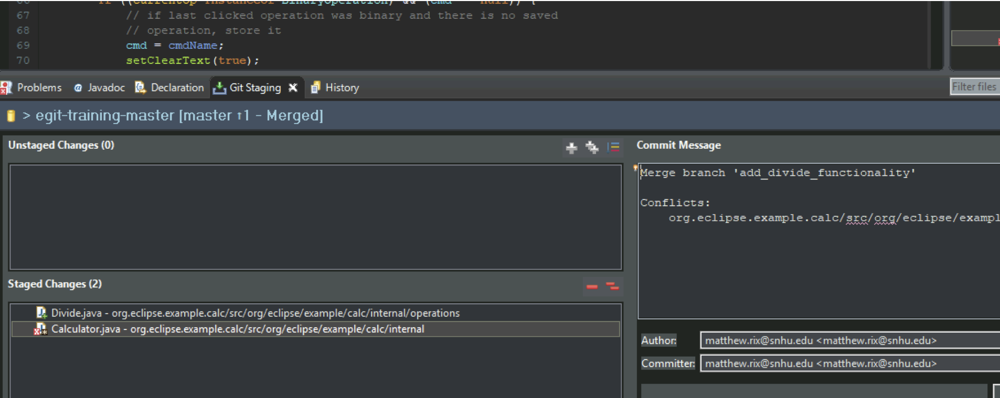 67 // if last clicked operation was binary and there is no saved
68 // operation, store it
69 cmd = cmdName;
70 setClearText(true);
Problems @ Javadoc Declaration Git Staging History
Filter files
> egit-training-master [master ↑1 - Merged]
Unstaged Changes (0)
Commit Message
Merge branch 'add_divide_functionality'
Conflicts:
org.eclipse.example.calc/src/org/eclipse/exampl
Staged Changes (2)
Divide.java - org.eclipse.example.calc/src/org/eclipse/example/calc/internal/operations
Calculator.java - org.eclipse.example.calc/src/org/eclipse/example/calc/internal
Author: matthew.rix@snhu.edu <matthew.rix@snhu.edu>
Committer: matthew.rix@snhu.edu <matthew.rix@snhu.edu>